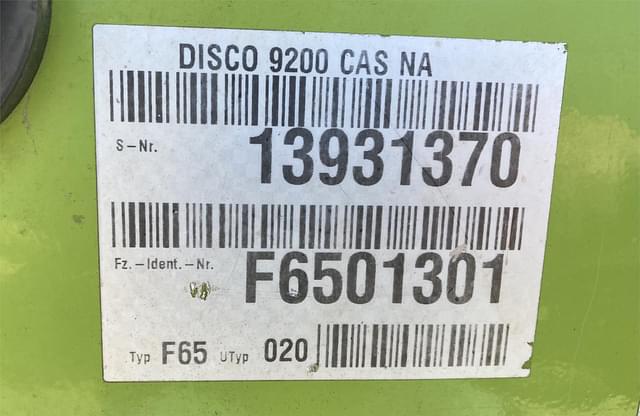 DISCO 9200 CAS NA
S-Nr. 13931370
Fz.-Ident.-Nr. F6501301
Typ F65 UTyp 020